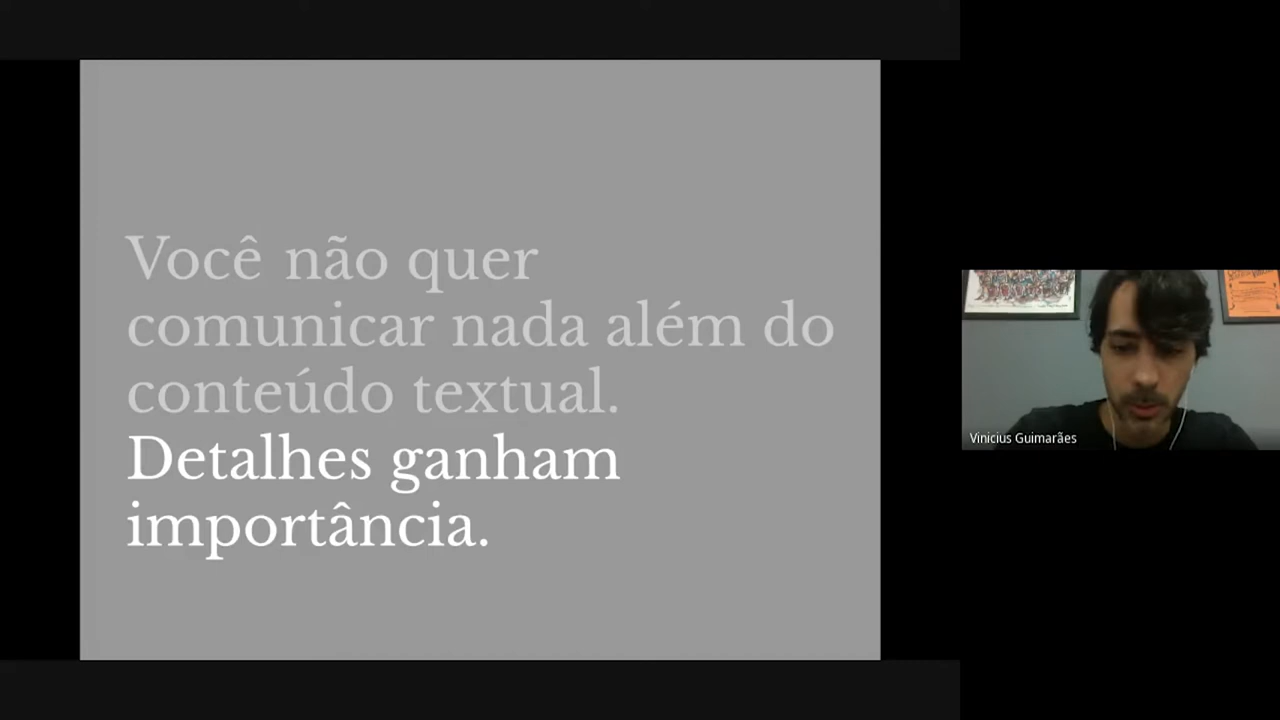 Você não quer
comunicar nada além do
conteúdo textual.
Detalhes ganham
importância.
Vinicius Guimarães